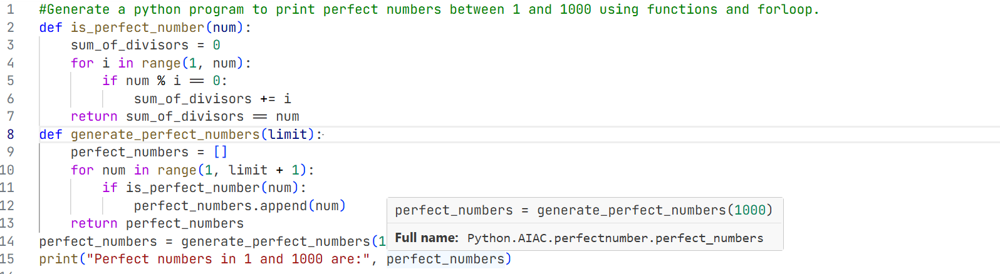 1 #Generate a python program to print perfect numbers between 1 and 1000 using functions and forloop.
2 def is_perfect_number(num):
3 sum_of_divisors = 0
4 for i in range(1, num):
5 if num % i == 0:
6 sum_of_divisors += i
7 return sum_of_divisors == num
8 def generate_perfect_numbers(limit):
9 perfect_numbers = []
10 for num in range(1, limit + 1):
11 if is_perfect_number(num):
12 perfect_numbers.append(num)
perfect_numbers = generate_perfect_numbers(1000)
13 return perfect_numbers
Full name: Python.AIAC.perfectnumber.perfect_numbers
14 perfect_numbers = generate_perfect_numbers(1
15 print("Perfect numbers in 1 and 1000 are:", perfect_numbers)